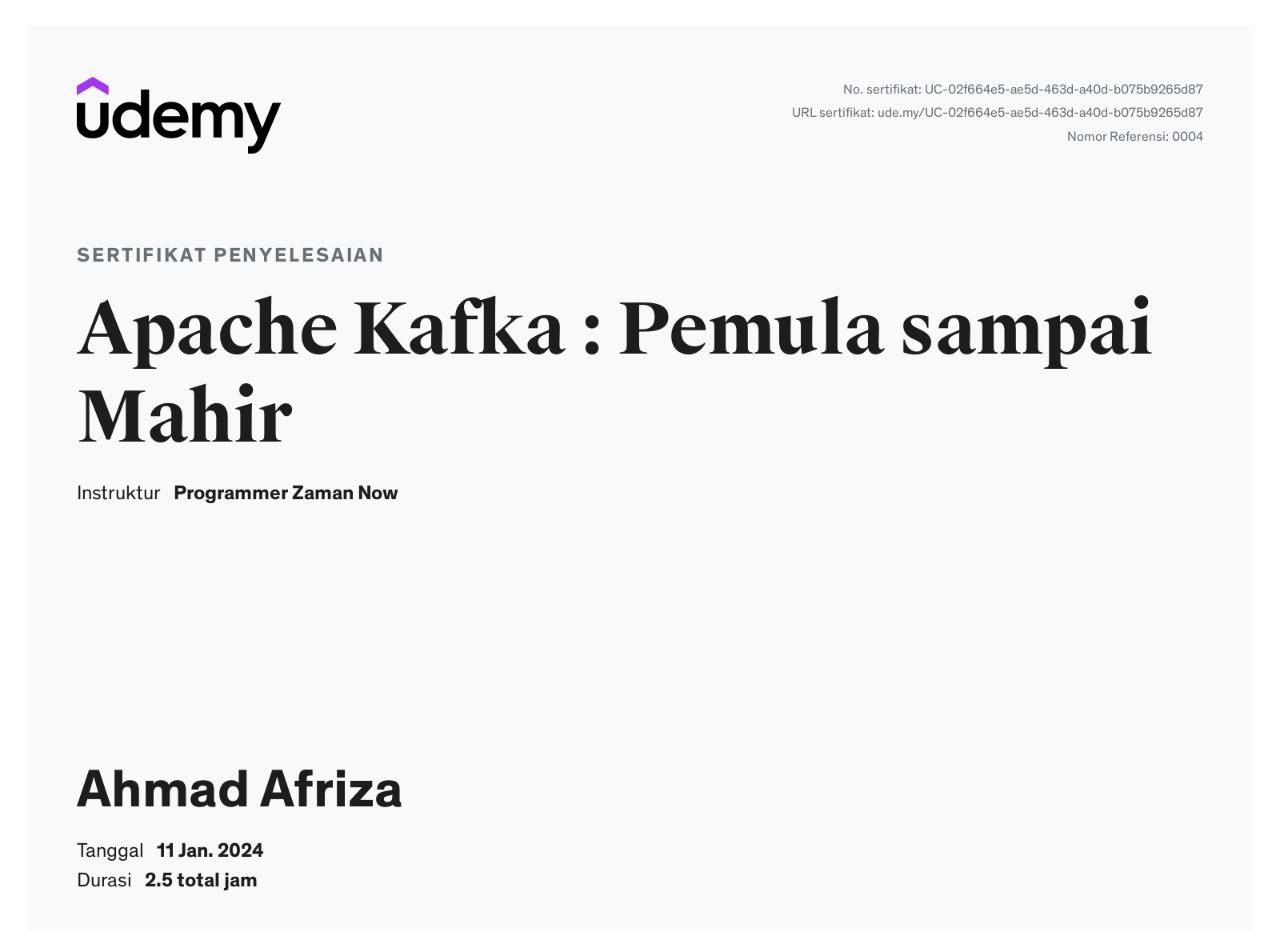 udemy
No. sertifikat: UC-02f664e5-ae5d-463d-a40d-b075b9265d87
URL sertifikat: ude.my/UC-02f664e5-ae5d-463d-a40d-b075b9265d87
Nomor Referensi: 0004
SERTIFIKAT PENYELESAIAN
Apache Kafka : Pemula sampai
Mahir
Instruktur Programmer Zaman Now
Ahmad Afriza
Tanggal 11 Jan. 2024
Durasi 2.5 total jam